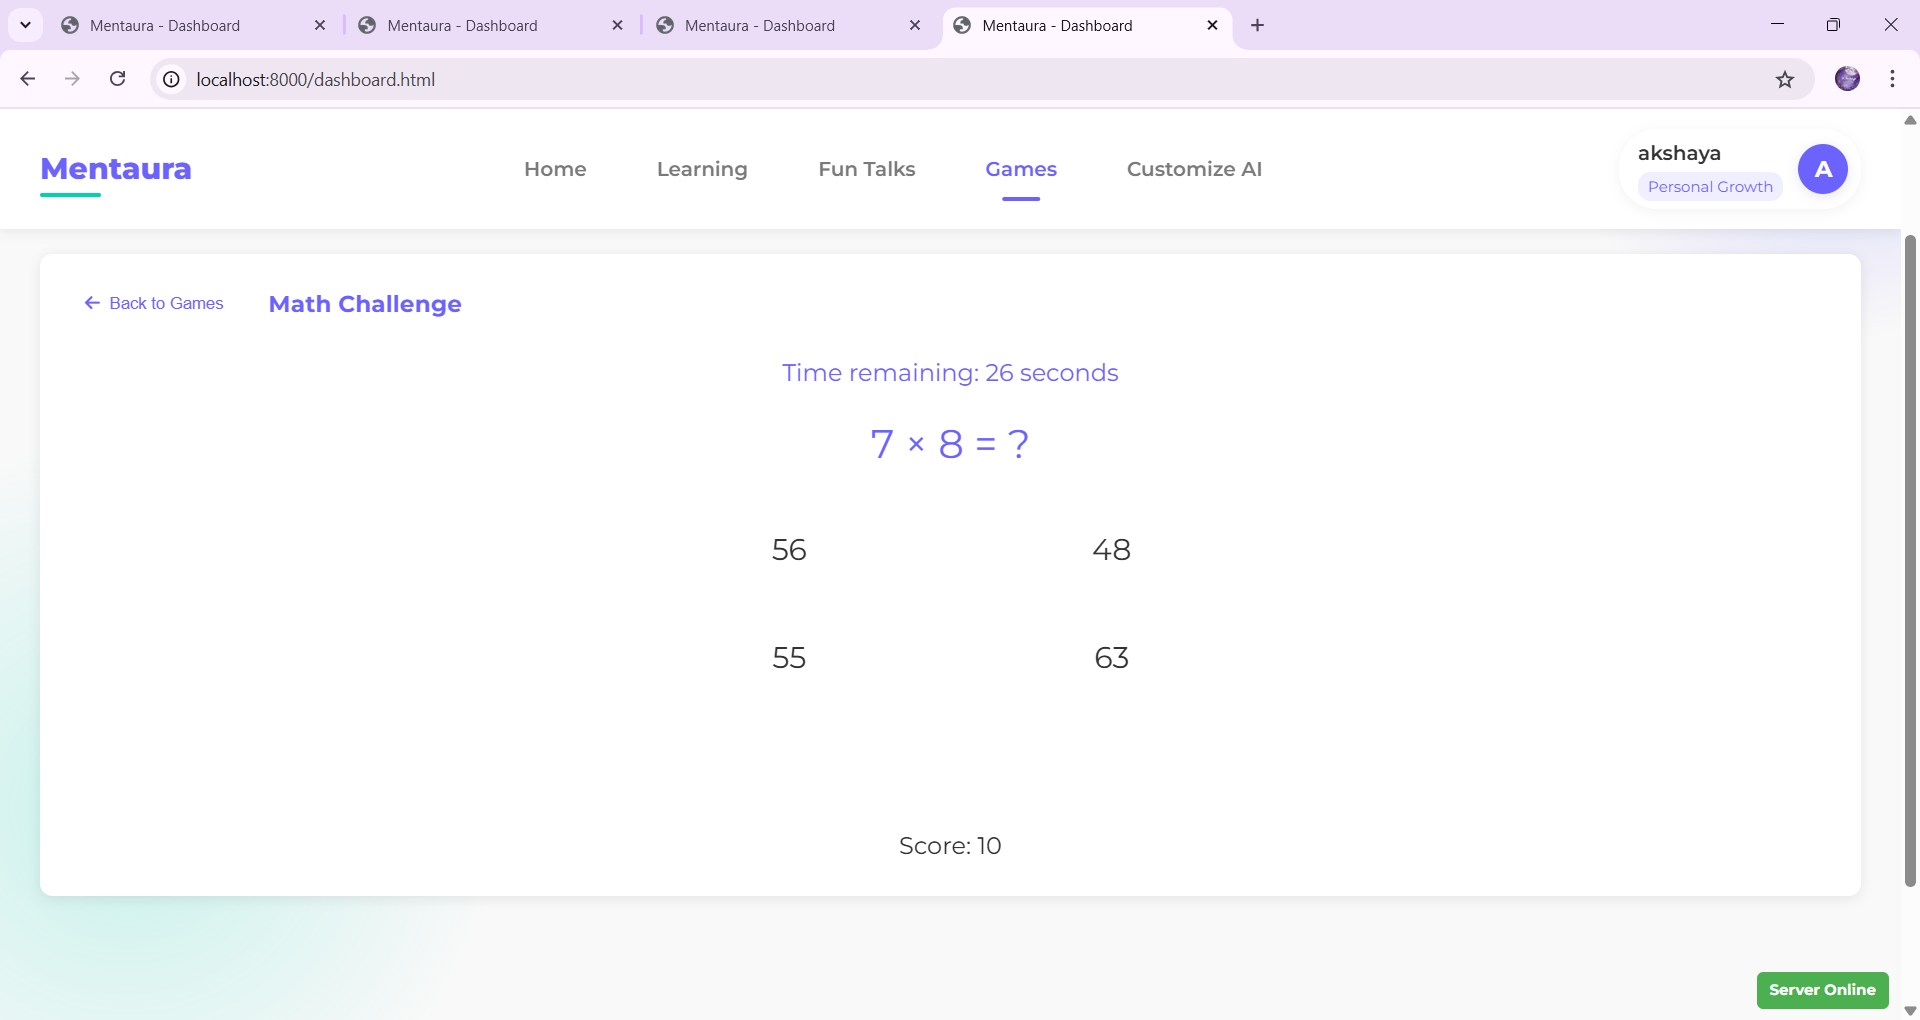 Mentaura - Dashboard
Mentaura - Dashboard
Mentaura - Dashboard
Mentaura - Dashboard
localhost:8000/dashboard.html
Mentaura
Home
Learning
Fun Talks
Games
Customize AI
akshaya
Personal Growth
A
Back to Games
Math Challenge
Time remaining: 26 seconds
7 × 8 = ?
56
48
55
63
Score: 10
Server Online